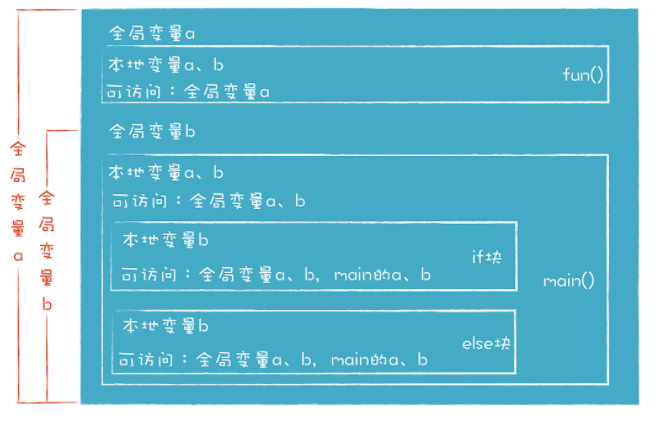 全局变量a
本地变量a、b
可访问：全局变量a
fun()
全局变量b
本地变量a、b
可访问：全局变量a、b
本地变量b
可访问：全局变量a、b, main的a、b
if块
main()
本地变量b
可访问：全局变量a、b, main的a、b
else块
全局变量a
全局变量b